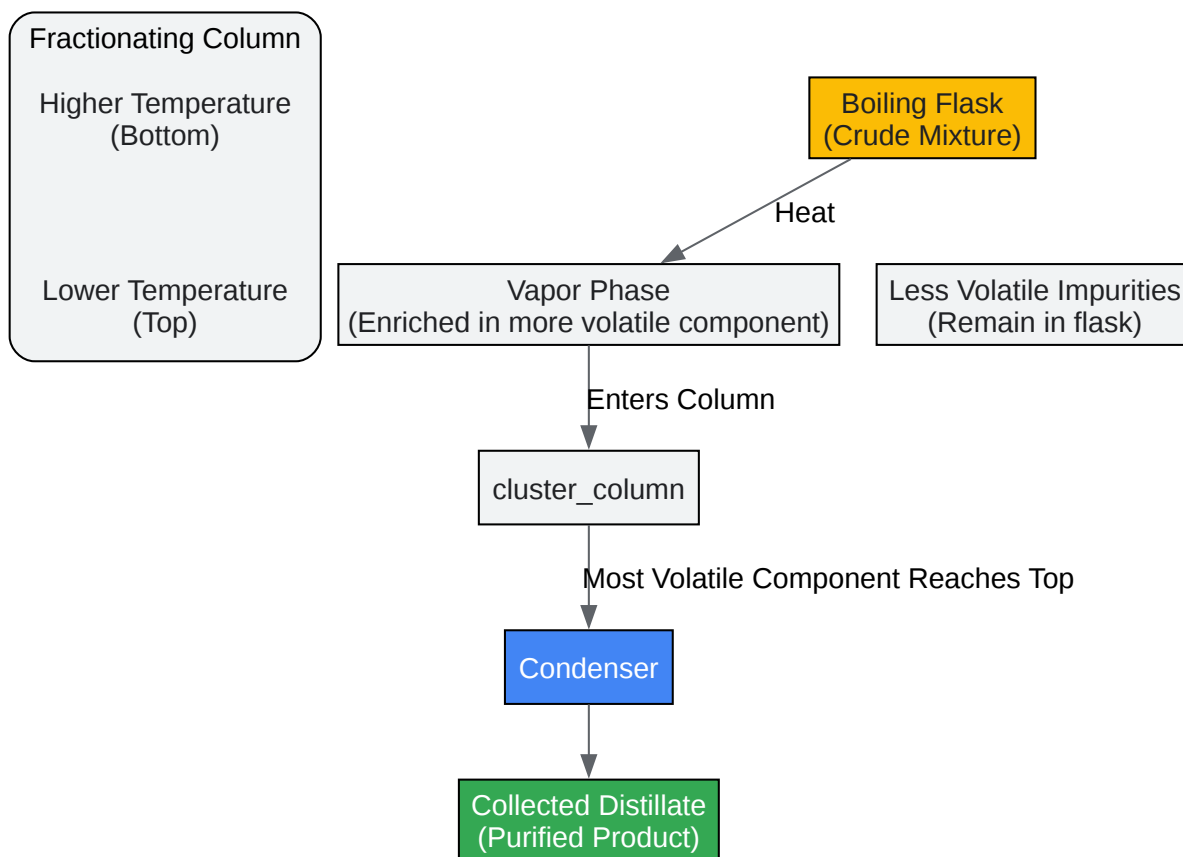 Fractionating Column
Higher Temperature
(Bottom)
Lower Temperature
(Top)
Boiling Flask
(Crude Mixture)
Heat
Vapor Phase
(Enriched in more volatile component)
Less Volatile Impurities
(Remain in flask)
Enters Column
cluster_column
Most Volatile Component Reaches Top
Condenser
Collected Distillate
(Purified Product)